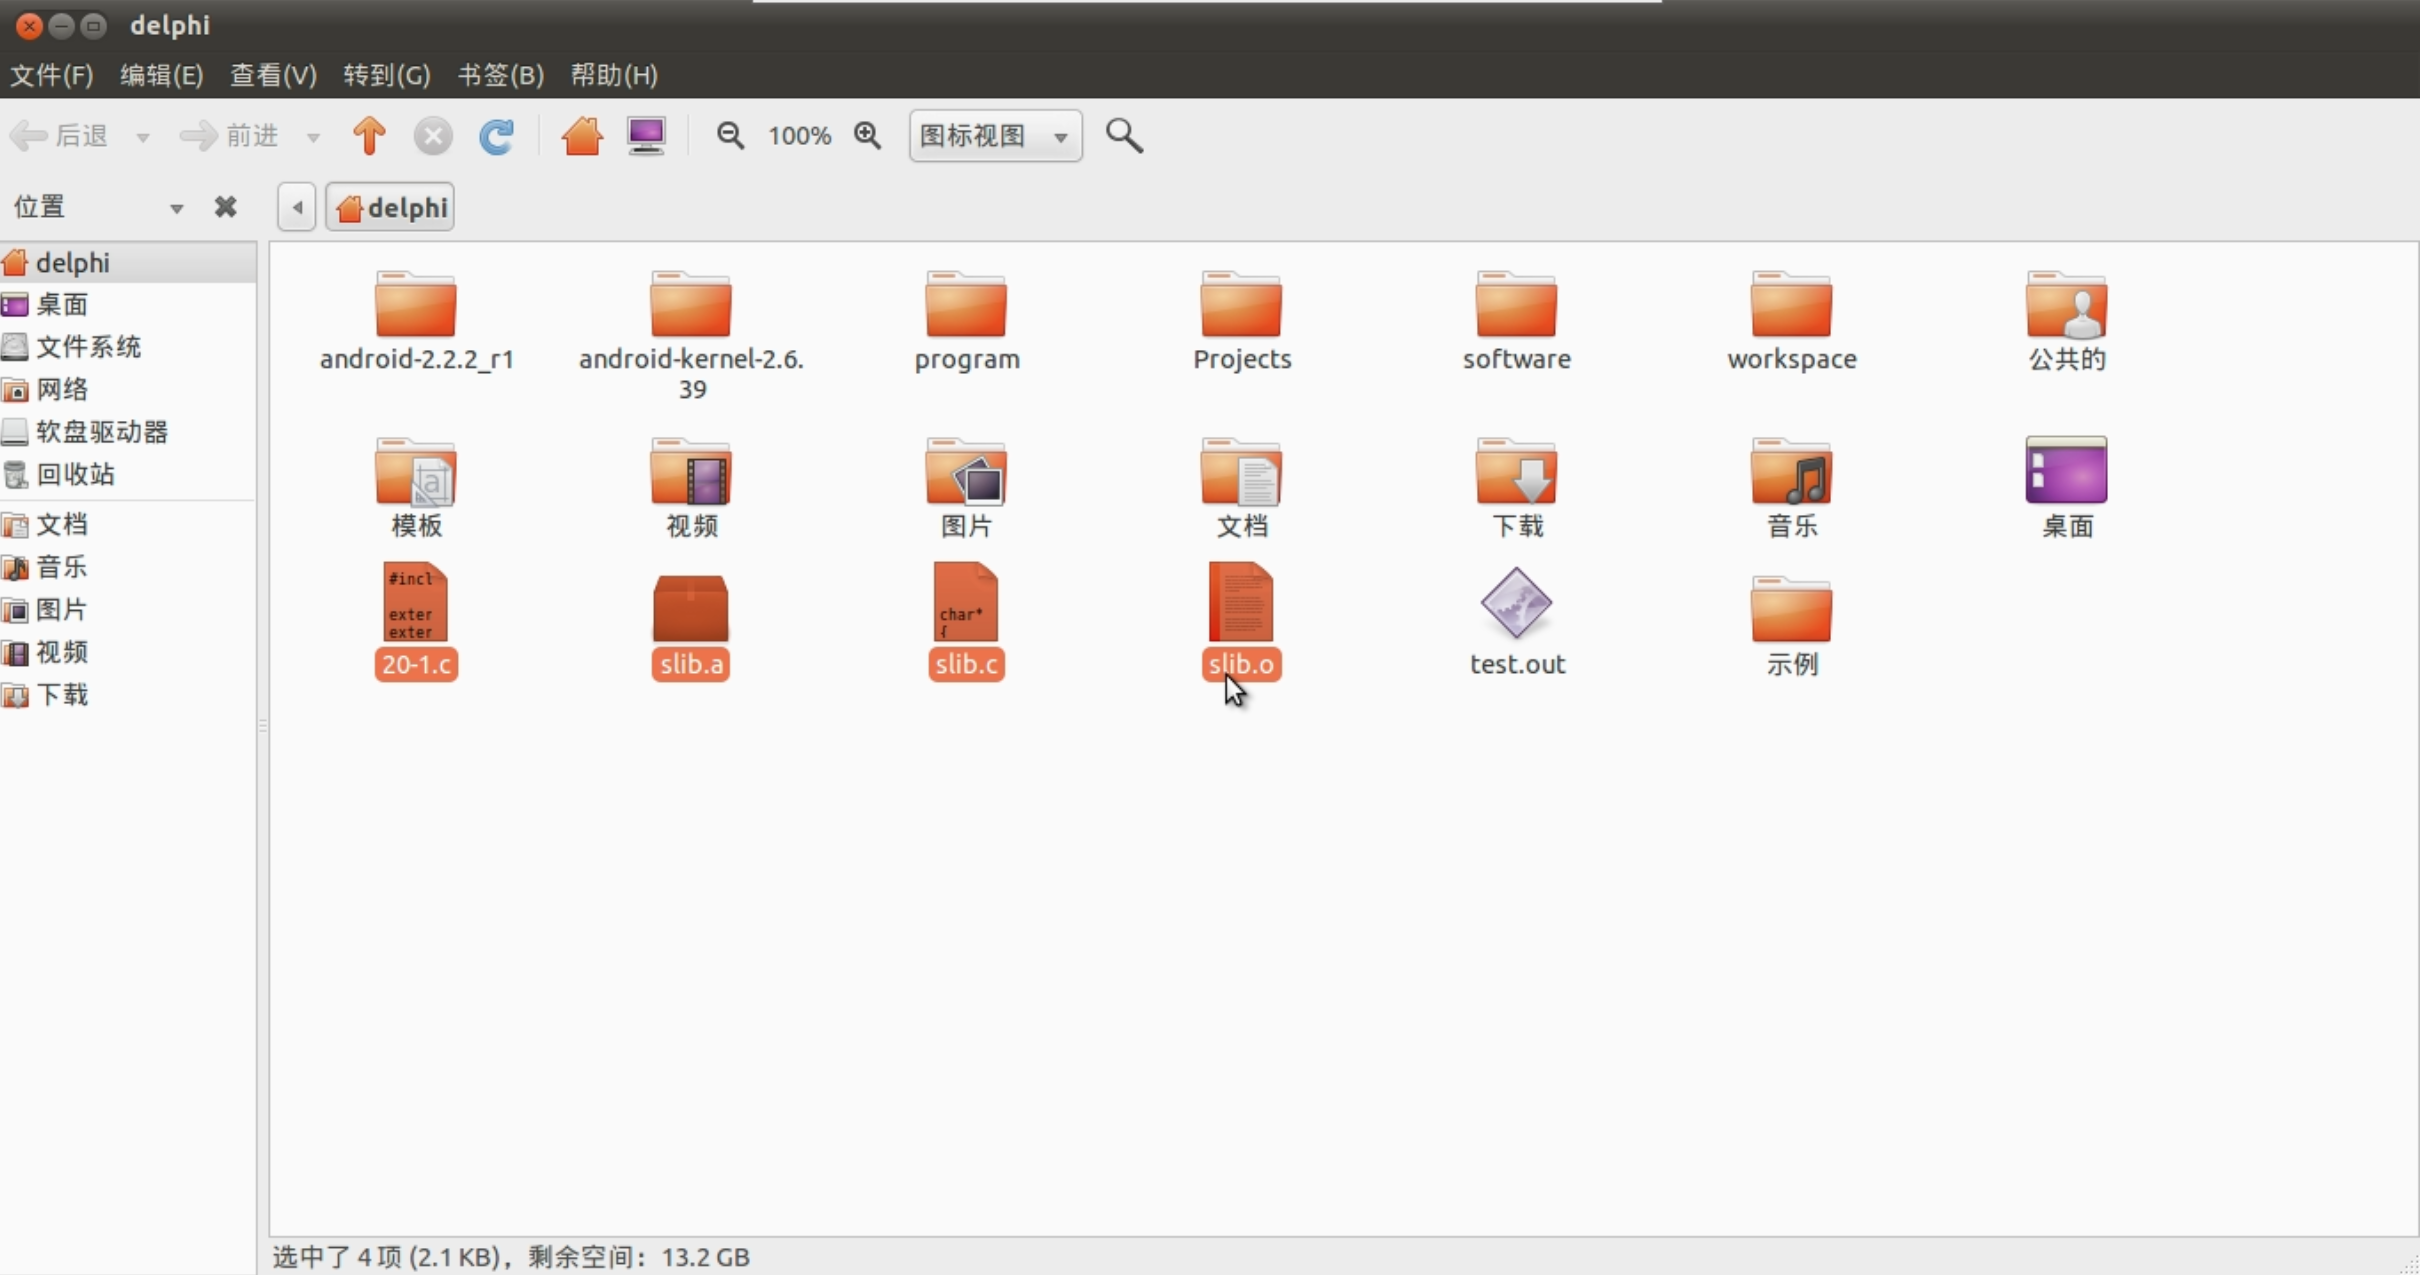 delphi
文件(F) 编辑(E) 查看(V) 转到(G) 书签(B) 帮助(H)
后退 前进 100% 图标视图
位置 delphi
delphi
桌面
文件系统
网络
软盘驱动器
回收站
文档
音乐
图片
视频
下载
android-2.2.2_r1 android-kernel-2.6. program Projects software workspace 公共的
39
模板 视频 图片 文档 下载 音乐 桌面
#incl
exter char*
exter {
20-1.c slib.a slib.c slib.o test.out 示例
选中了 4 项 (2.1 KB)，剩余空间：13.2 GB